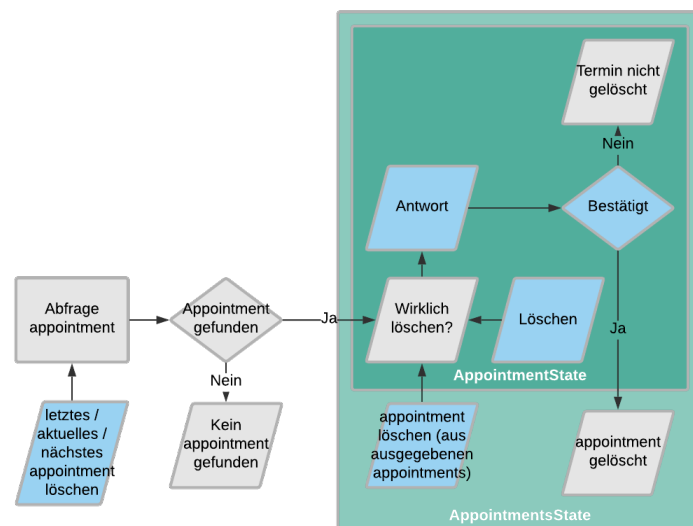 Termin nicht
gelöscht
Nein
Antwort
Bestätigt
Abfrage
appointment
Appointment
gefunden
Ja
Wirklich
löschen?
Löschen
Ja
AppointmentState
Nein
letztes /
aktuelles /
nächstes
appointment
löschen
Kein
appointment
gefunden
appointment
löschen (aus
ausgegebenen
appointments)
appointment
gelöscht
AppointmentsState